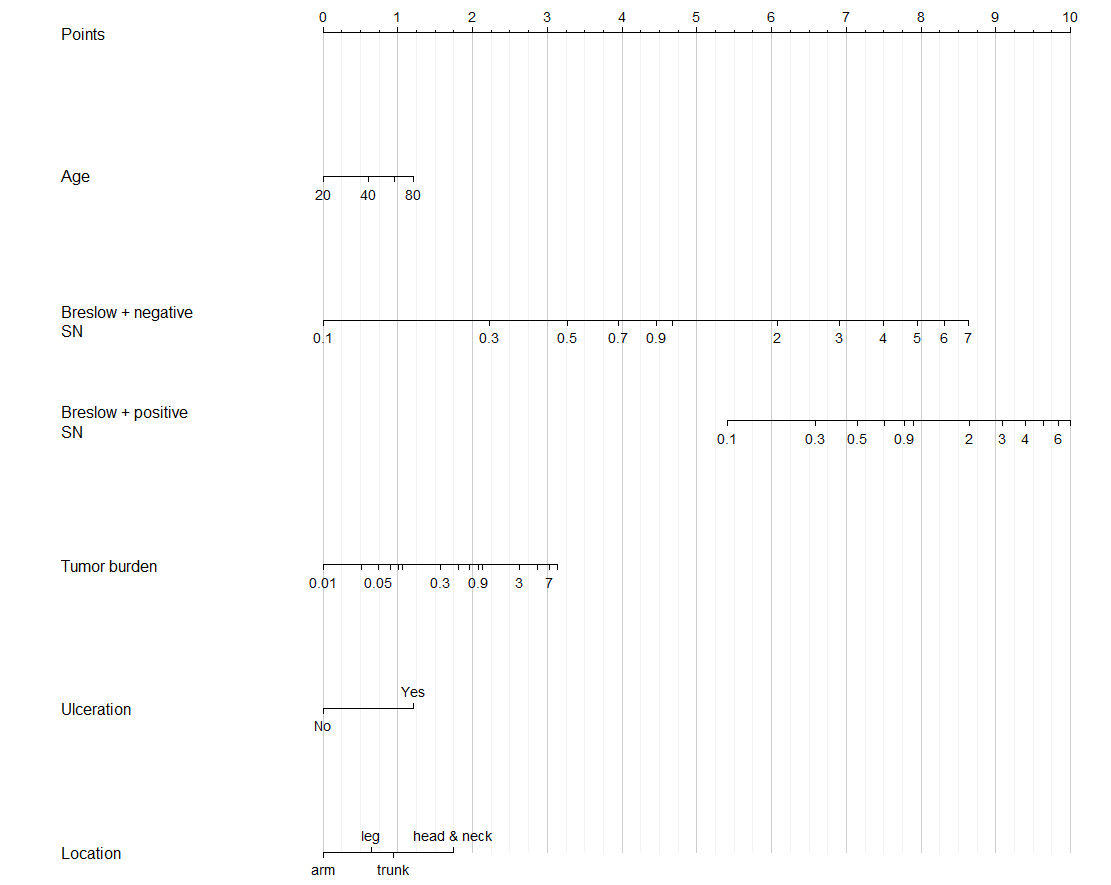 0 1 2 3 4 5 6 7 8 9 10
Points
Age
20 40 80
Breslow + negative
SN
0.1 0.3 0.5 0.7 0.9 2 3 4 5 6 7
Breslow + positive
SN
0.1 0.3 0.5 0.9 2 3 4 6
Tumor burden
0.01 0.05 0.3 0.9 3 7
Yes
Ulceration
No
leg head & neck
Location
arm trunk